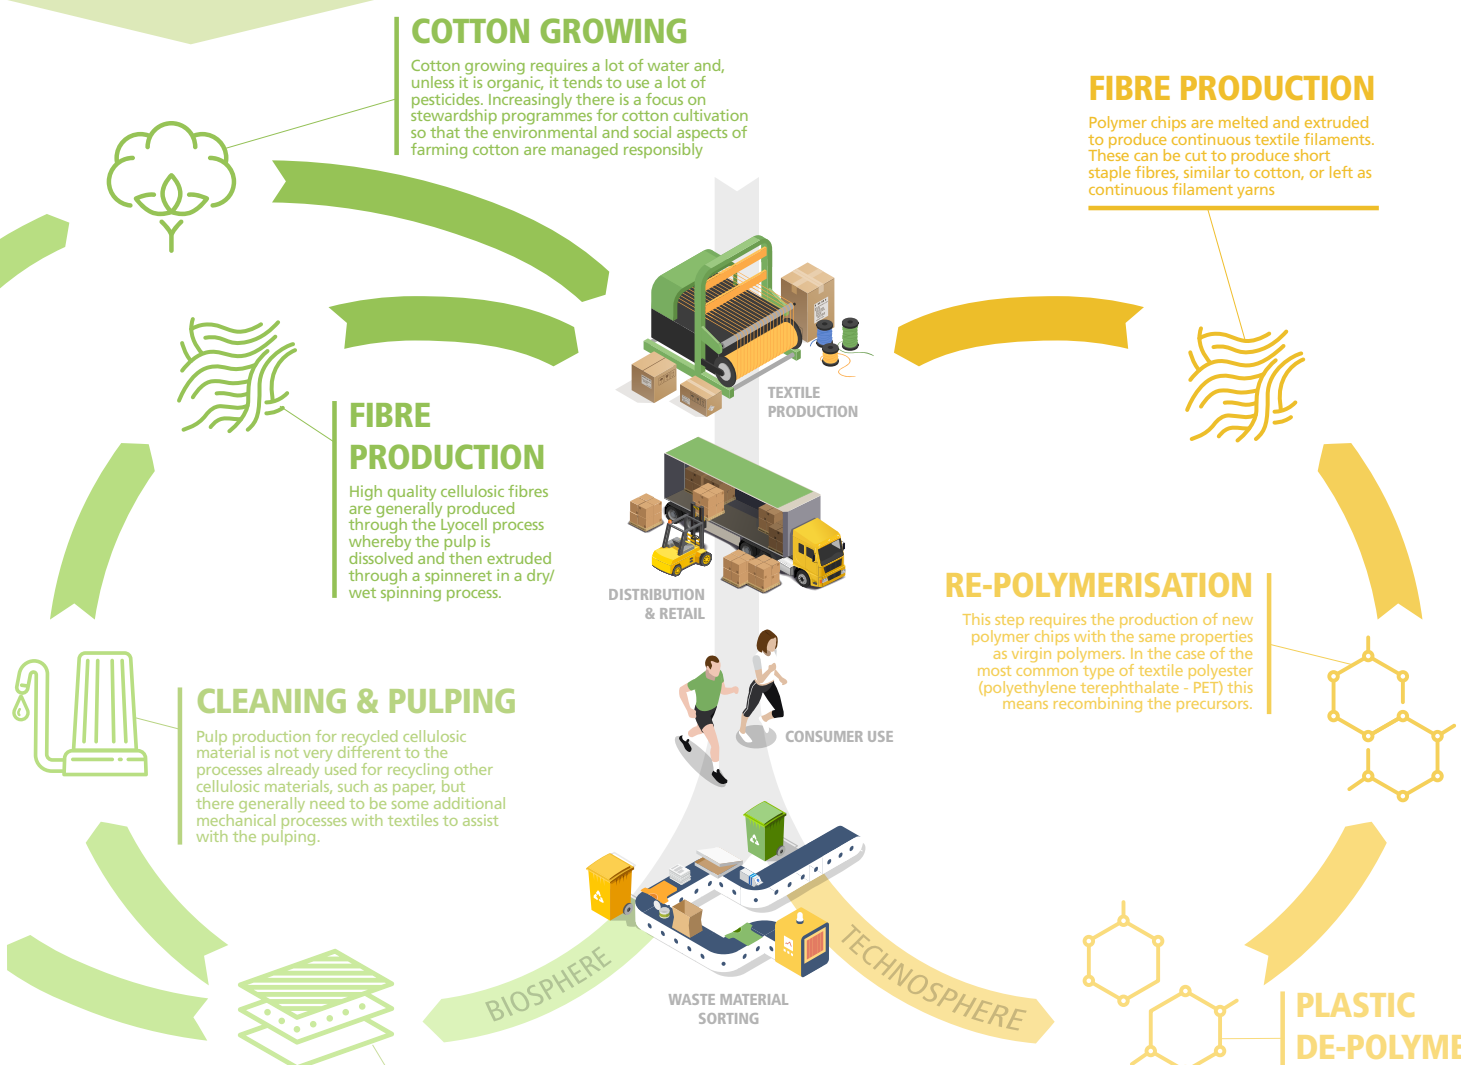 COTTON GROWING
Cotton growing requires a lot of water and,
unless it is organic, it tends to use a lot of
pesticides. Increasingly there is a focus on
stewardship programmes for cotton cultivation
so that the environmental and social aspects of
farming cotton are managed responsibly
FIBRE PRODUCTION
Polymer chips are melted and extruded
to produce continuous textile filaments.
These can be cut to produce short
staple fibres, similar to cotton, or left as
continuous filament yarns
TEXTILE
PRODUCTION
FIBRE
PRODUCTION
High quality cellulosic fibres
are generally produced
through the Lyocell process
whereby the pulp is
dissolved and then extruded
through a spinneret in a dry/
wet spinning process.
DISTRIBUTION
& RETAIL
RE-POLYMERISATION
This step requires the production of new
polymer chips with the same properties
as virgin polymers. In the case of the
most common type of textile polyester
(polyethylene terephthalate - PET) this
means recombining the precursors.
CLEANING & PULPING
Pulp production for recycled cellulosic
material is not very different to the
processes already used for recycling other
cellulosic materials, such as paper, but
there generally need to be some additional
mechanical processes with textiles to assist
with the pulping.
CONSUMER USE
BIOSPHERE
TECHNOSPHERE
WASTE MATERIAL
SORTING
PLASTIC
DE-POLYME